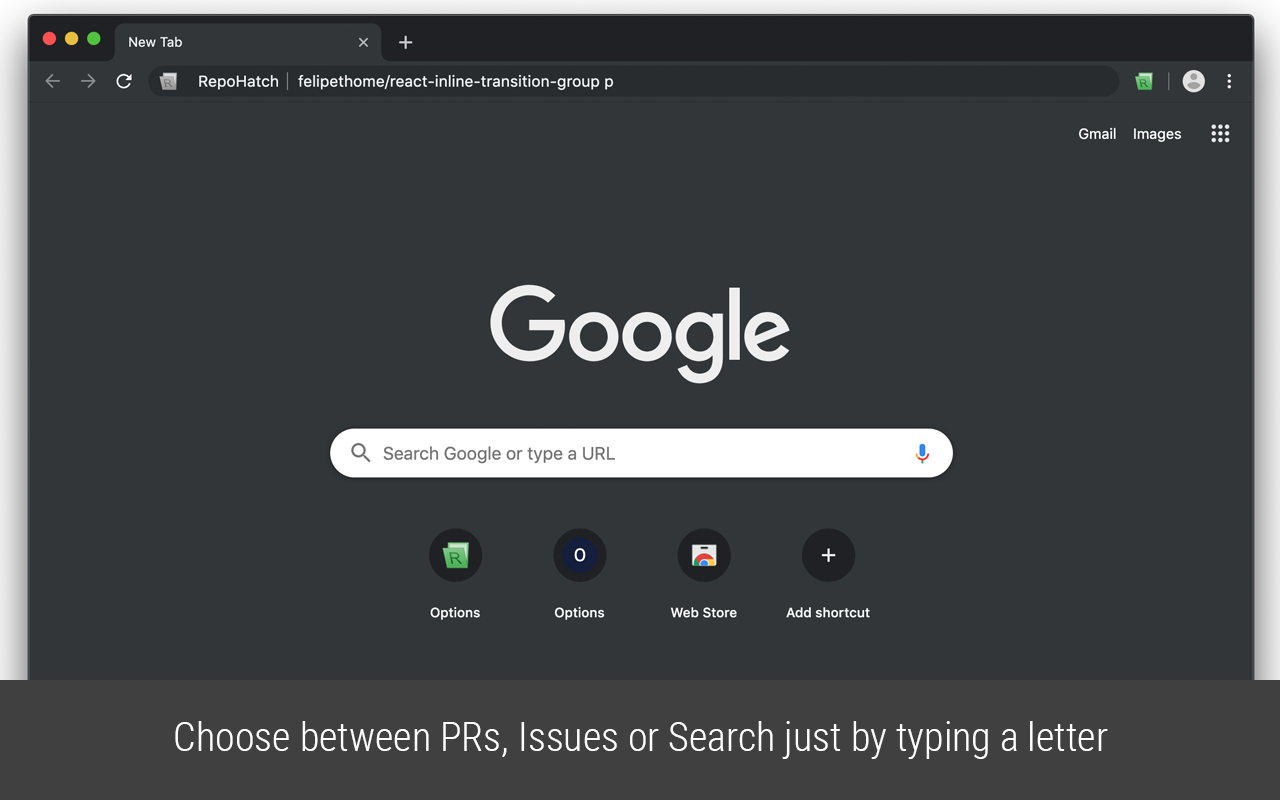 New Tab
RepoHatch | felipethome/react-inline-transition-group p
Gmail Images
Google
Search Google or type a URL
R O
Options Options Web Store Add shortcut
Choose between PRs, Issues or Search just by typing a letter